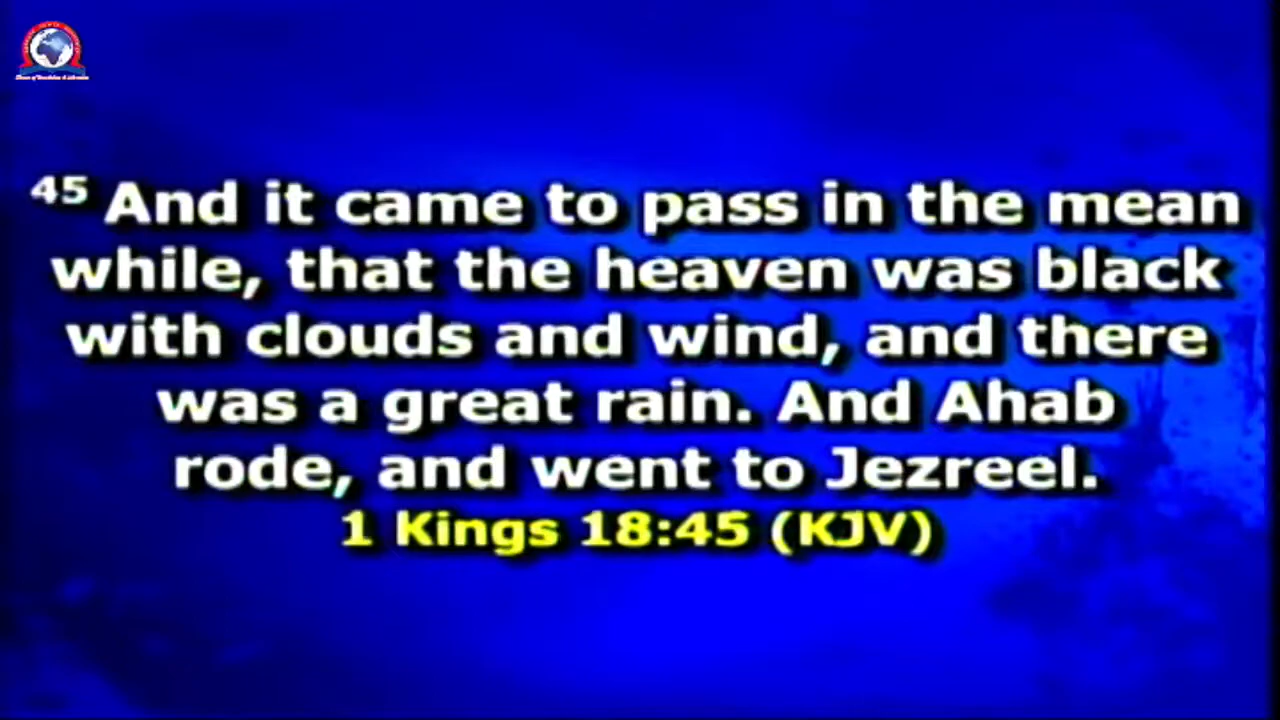 45 And it came to pass in the mean
while, that the heaven was black
with clouds and wind, and there
was a great rain. And Ahab
rode, and went to Jezreel.
1 Kings 18:45 (KJV)